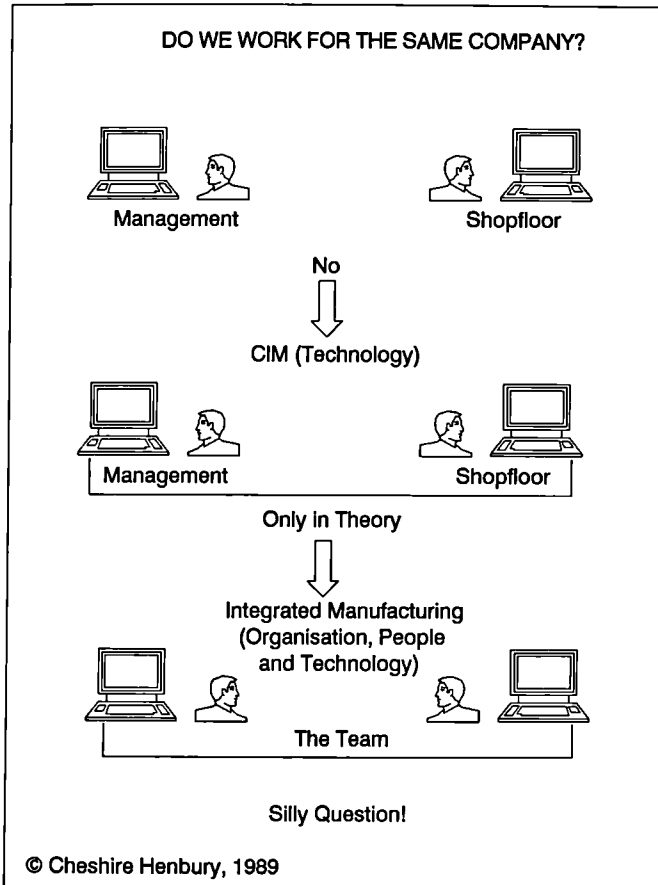 DO WE WORK FOR THE SAME COMPANY?
Management Shopfloor
No
CIM (Technology)
Management Shopfloor
Only in Theory
Integrated Manufacturing
(Organisation, People
and Technology)
The Team
Silly Question!
© Cheshire Henbury, 1989